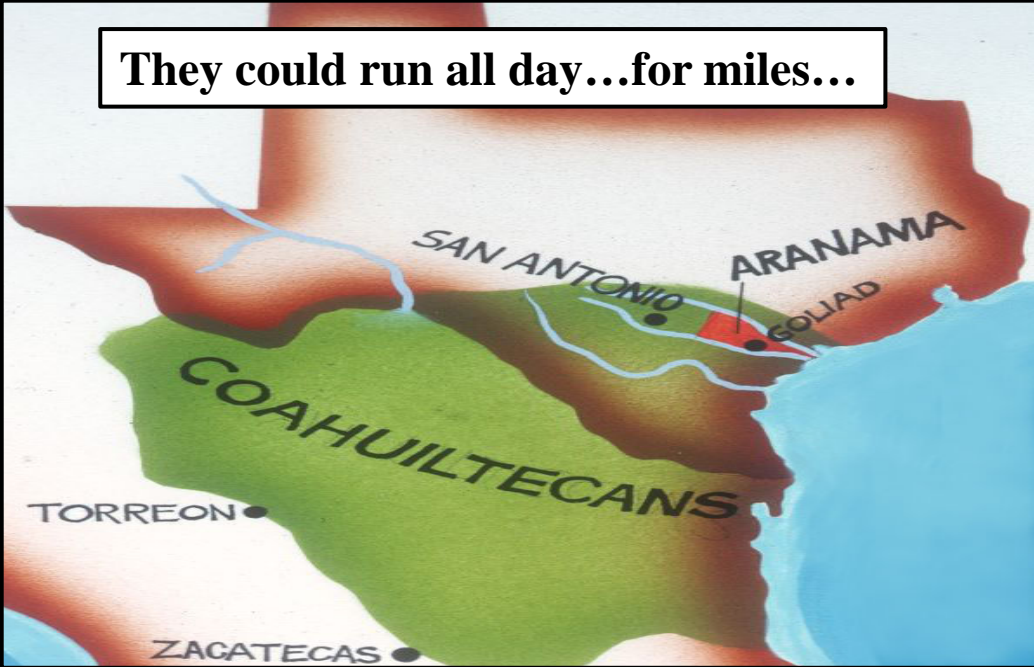 They could run all day…for miles…
SAN ANTONIO
ARANAMA
GOLIAD
COAHUILTECANS
TORREON
ZACATECAS